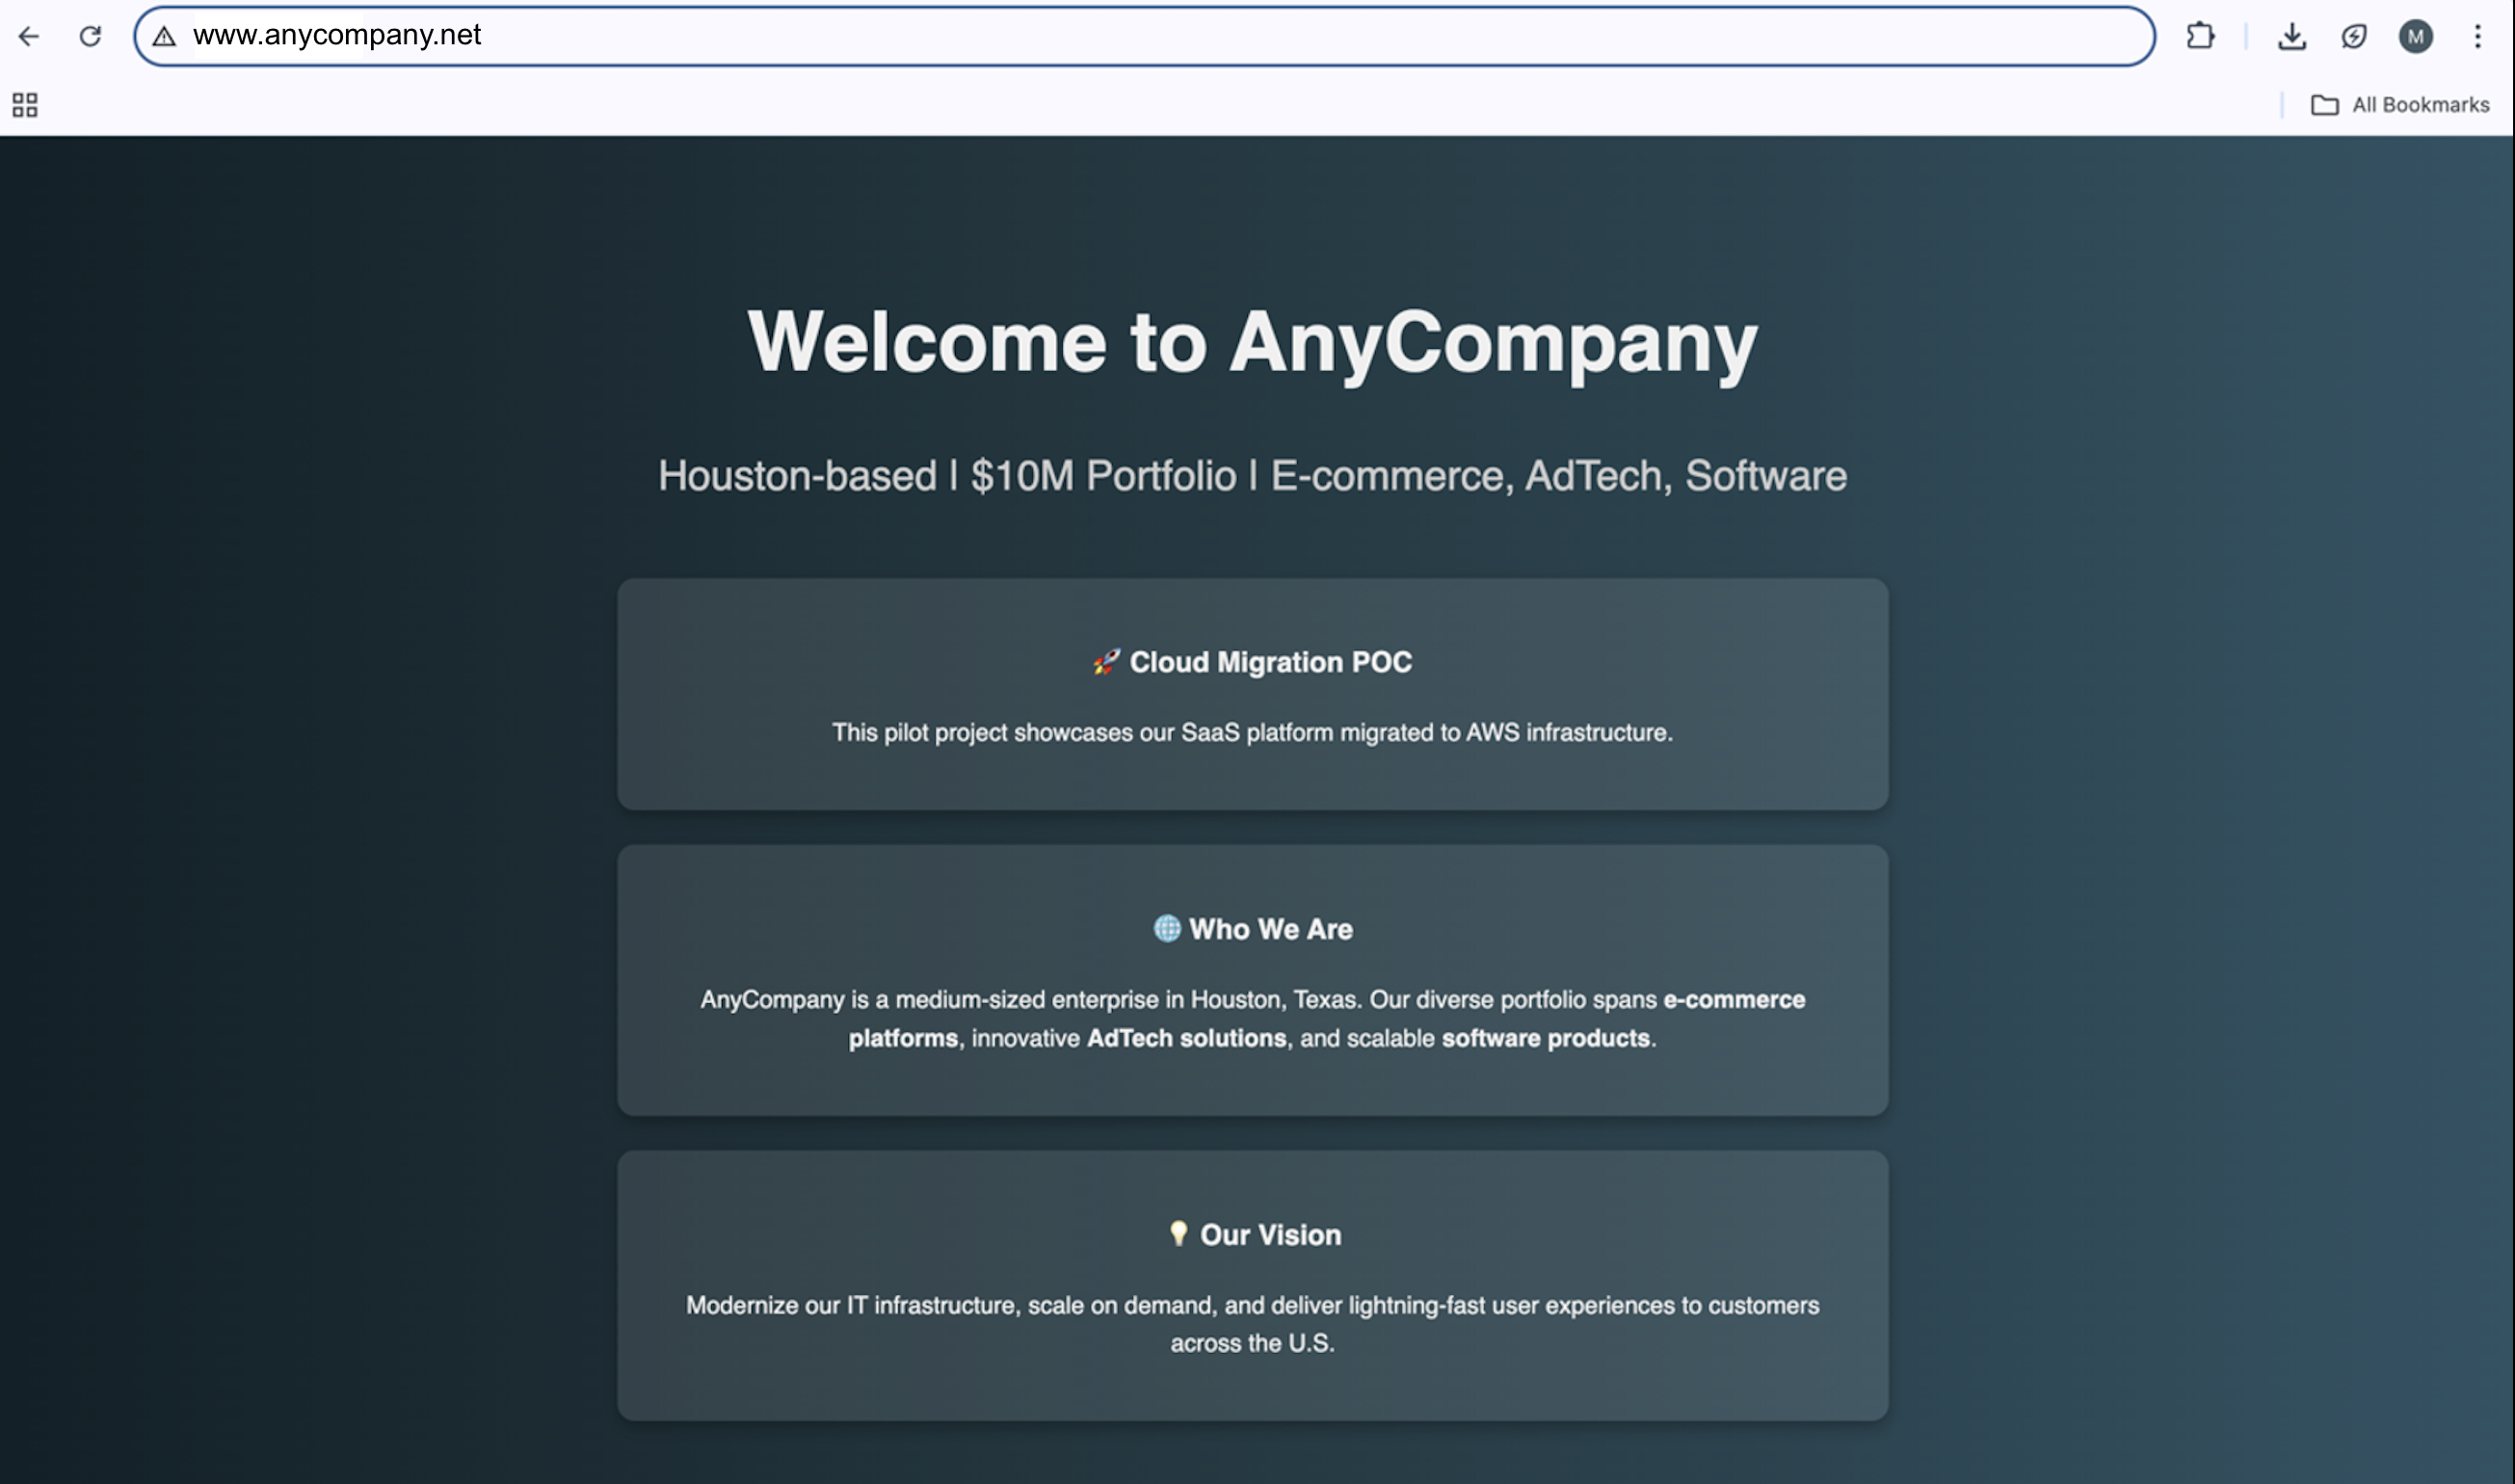 www.anycompany.net
M
All Bookmarks
Welcome to AnyCompany
Houston-based | $10M Portfolio | E-commerce, AdTech, Software
🚀 Cloud Migration POC
This pilot project showcases our SaaS platform migrated to AWS infrastructure.
🌐 Who We Are
AnyCompany is a medium-sized enterprise in Houston, Texas. Our diverse portfolio spans e-commerce
platforms, innovative AdTech solutions, and scalable software products.
💡 Our Vision
Modernize our IT infrastructure, scale on demand, and deliver lightning-fast user experiences to customers
across the U.S.